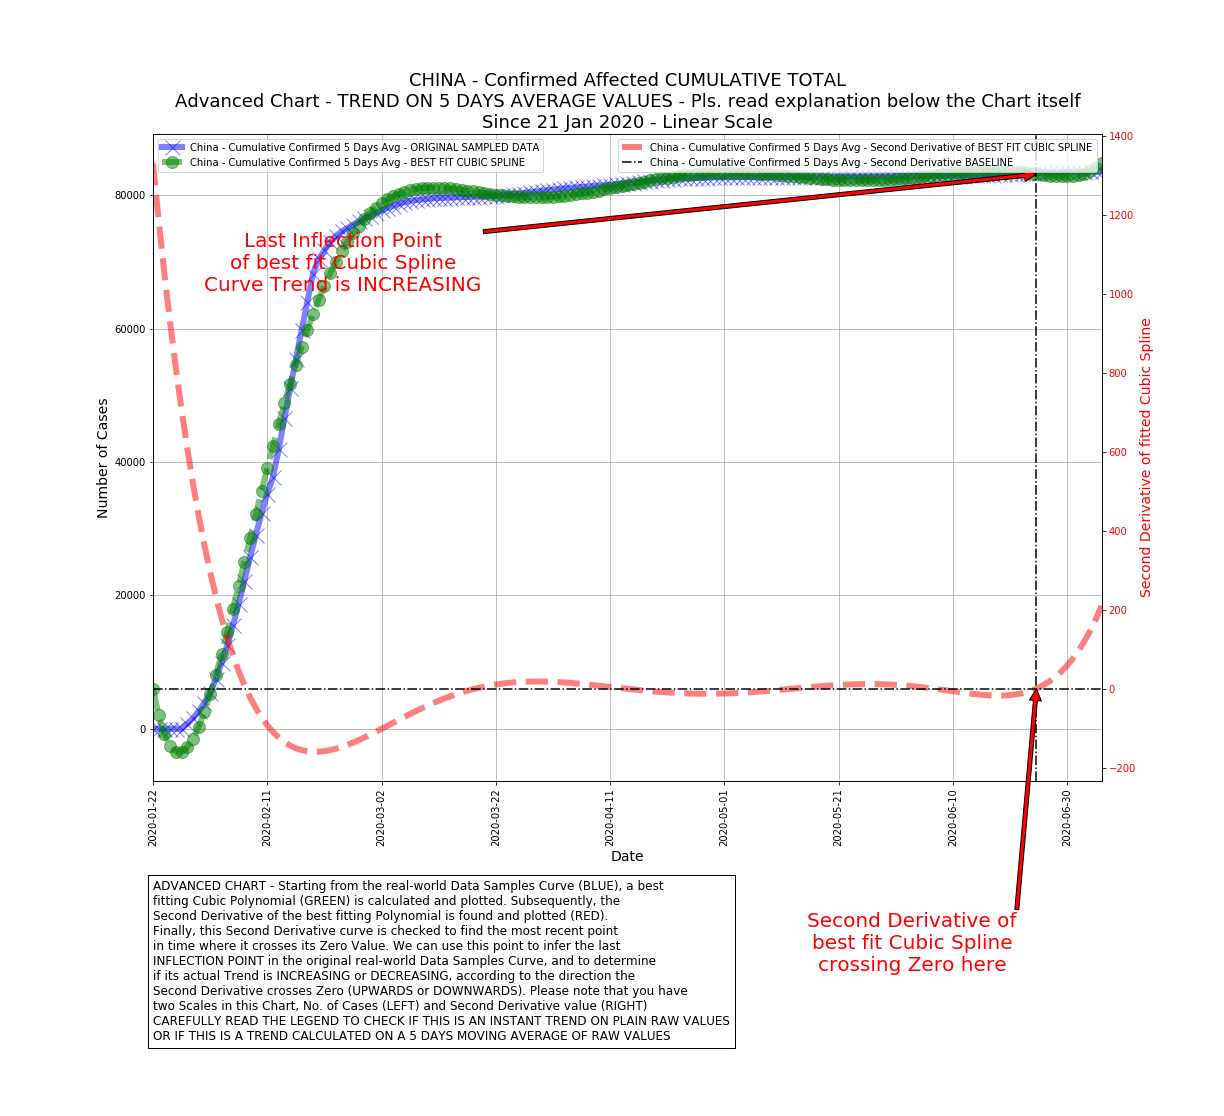 CHINA - Confirmed Affected CUMULATIVE TOTAL
Advanced Chart - TREND ON 5 DAYS AVERAGE VALUES - Pls. read explanation below the Chart itself
Since 21 Jan 2020 - Linear Scale
China - Cumulative Confirmed 5 Days Avg - ORIGINAL SAMPLED DATA
China - Cumulative Confirmed 5 Days Avg - BEST FIT CUBIC SPLINE
China - Cumulative Confirmed 5 Days Avg - Second Derivative of BEST FIT CUBIC SPLINE
China - Cumulative Confirmed 5 Days Avg - Second Derivative BASELINE
Last Inflection Point
of best fit Cubic Spline
Curve Trend is INCREASING
Number of Cases
80000
60000
40000
20000
0
1400
1200
1000
800
600
400
200
0
−200
Second Derivative of fitted Cubic Spline
2020-01-22
2020-02-11
2020-03-02
2020-03-22
2020-04-11
2020-05-01
2020-05-21
2020-06-10
2020-06-30
Date
Second Derivative of
best fit Cubic Spline
crossing Zero here
ADVANCED CHART - Starting from the real-world Data Samples Curve (BLUE), a best
fitting Cubic Polynomial (GREEN) is calculated and plotted. Subsequently, the
Second Derivative of the best fitting Polynomial is found and plotted (RED).
Finally, this Second Derivative curve is checked to find the most recent point
in time where it crosses its Zero Value. We can use this point to infer the last
INFLECTION POINT in the original real-world Data Samples Curve, and to determine
if its actual Trend is INCREASING or DECREASING, according to the direction the
Second Derivative crosses Zero (UPWARDS or DOWNWARDS). Please note that you have
two Scales in this Chart, No. of Cases (LEFT) and Second Derivative value (RIGHT)
CAREFULLY READ THE LEGEND TO CHECK IF THIS IS AN INSTANT TREND ON PLAIN RAW VALUES
OR IF THIS IS A TREND CALCULATED ON A 5 DAYS MOVING AVERAGE OF RAW VALUES